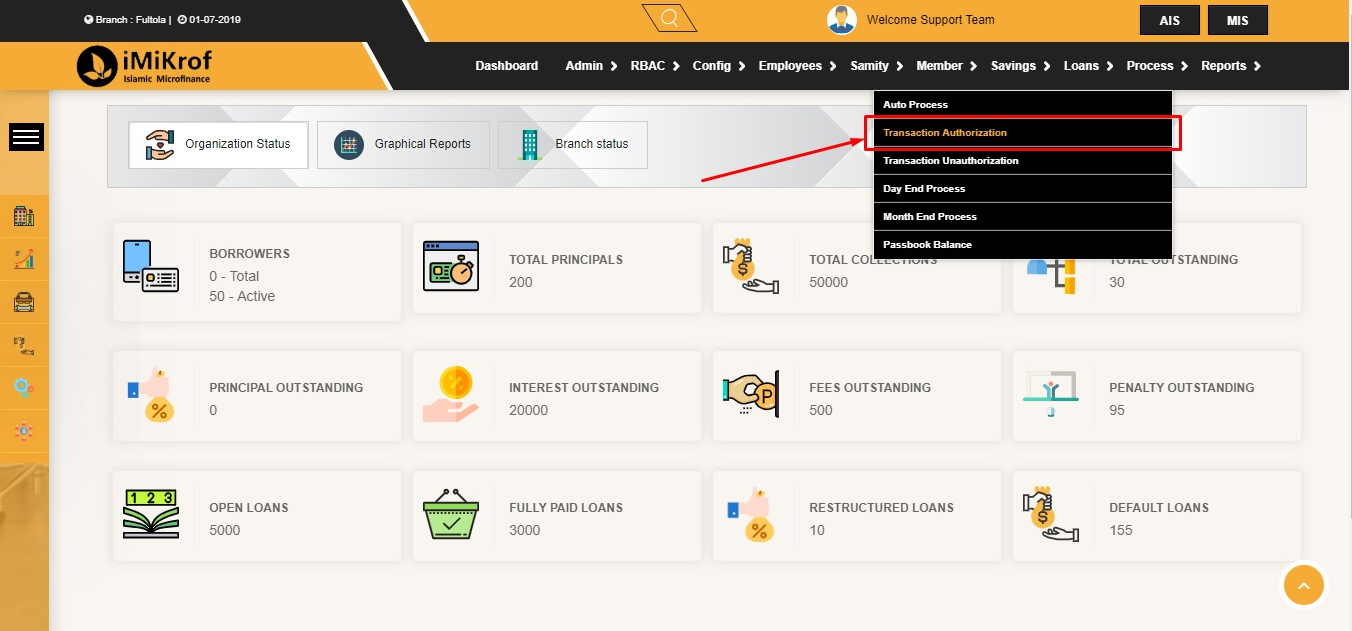 Branch : Fultola | 01-07-2019
Welcome Support Team
AIS
MIS
iMiKrof
Islamic Microfinance
Dashboard
Admin
RBAC
Config
Employees
Samity
Member
Savings
Loans
Process
Reports
Auto Process
Transaction Authorization
Transaction Unauthorization
Day End Process
Month End Process
Passbook Balance
Organization Status
Graphical Reports
Branch status
BORROWERS
0 - Total
50 - Active
TOTAL PRINCIPALS
200
TOTAL COLLECTIONS
50000
TOTAL OUTSTANDING
30
PRINCIPAL OUTSTANDING
0
INTEREST OUTSTANDING
20000
FEES OUTSTANDING
500
PENALTY OUTSTANDING
95
1 2 3
OPEN LOANS
5000
FULLY PAID LOANS
3000
RESTRUCTURED LOANS
10
DEFAULT LOANS
155